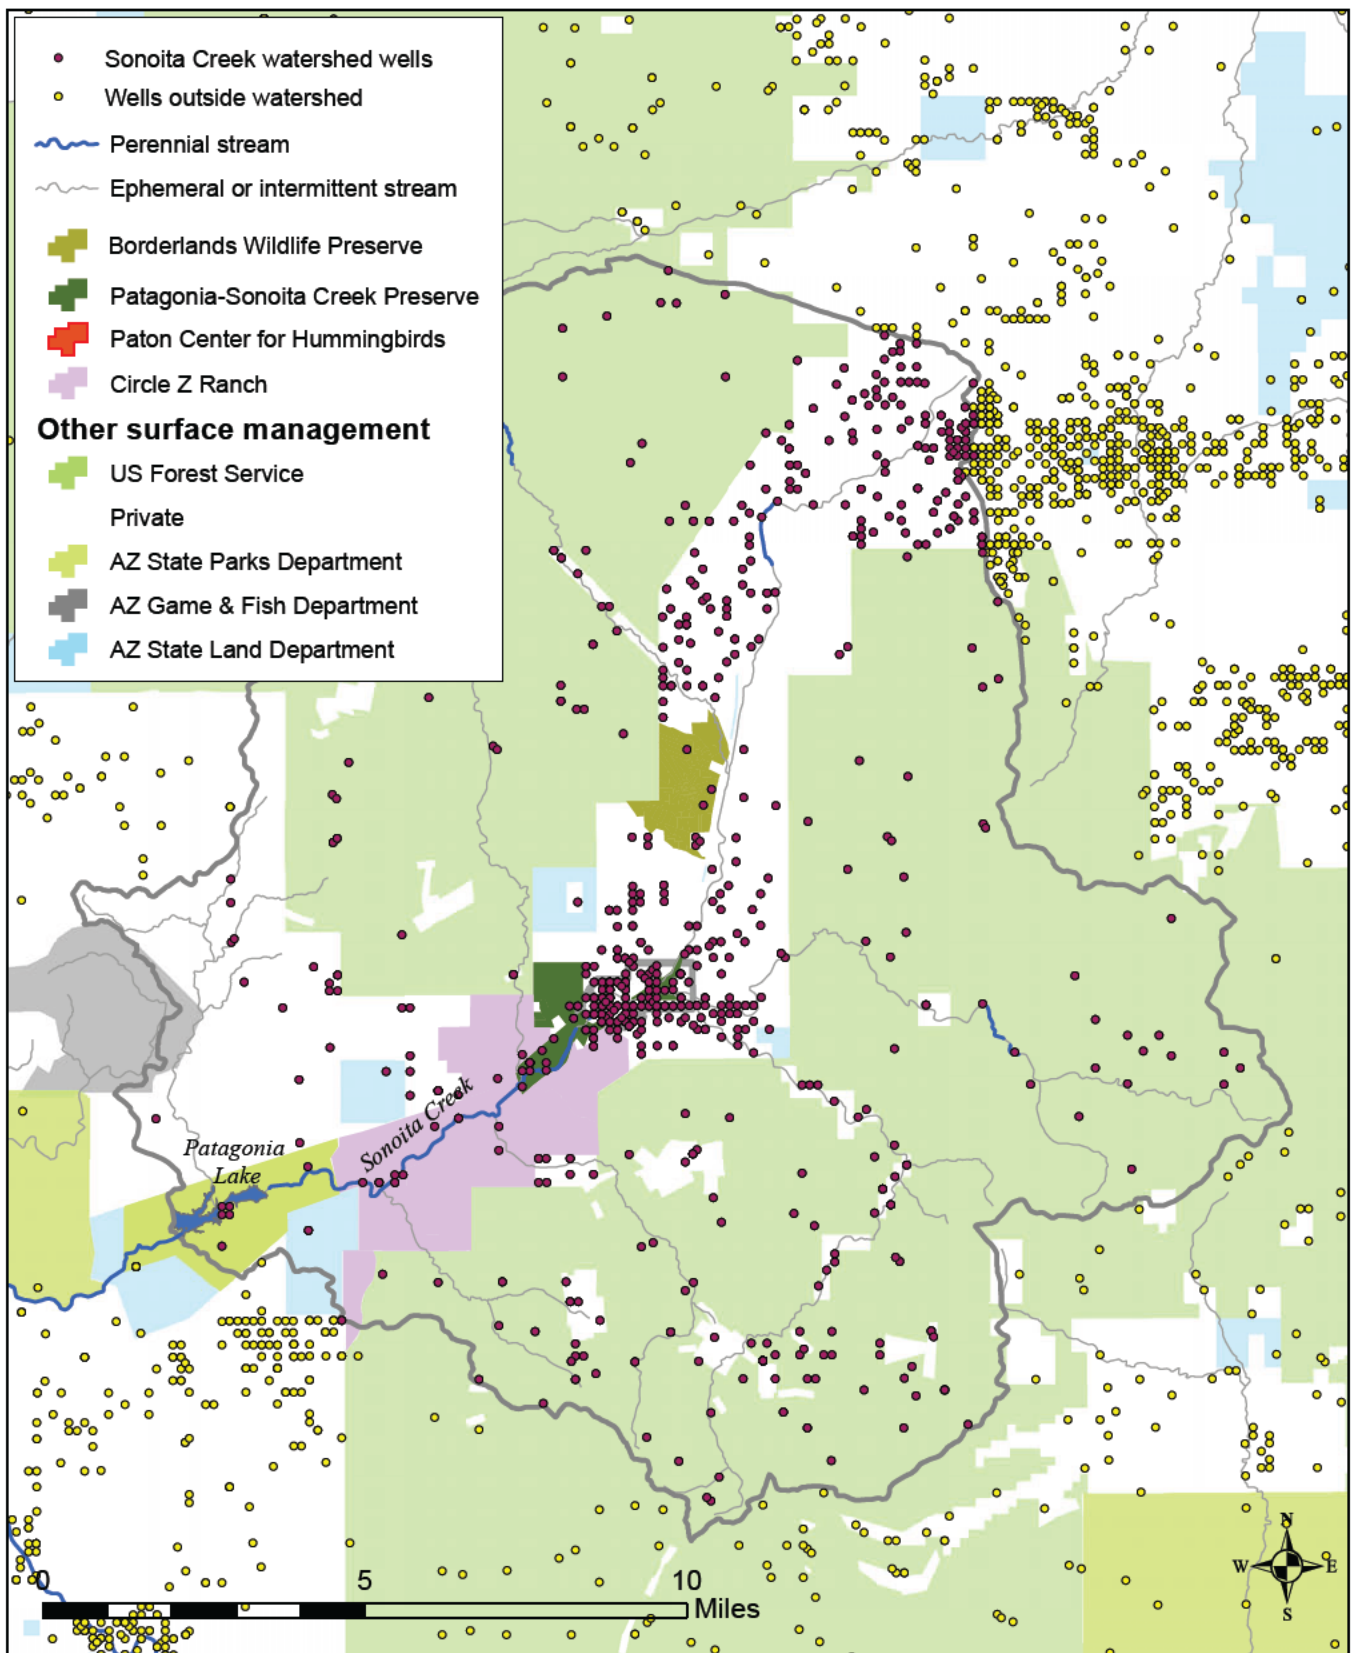 Sonoita Creek watershed wells
Wells outside watershed
Perennial stream
Ephemeral or intermittent stream
Borderlands Wildlife Preserve
Patagonia-Sonoita Creek Preserve
Paton Center for Hummingbirds
Circle Z Ranch
Other surface management
US Forest Service
Private
AZ State Parks Department
AZ Game & Fish Department
AZ State Land Department
Patagonia
Lake
Sonoita Creek
0 5 10
Miles
N
W E
S